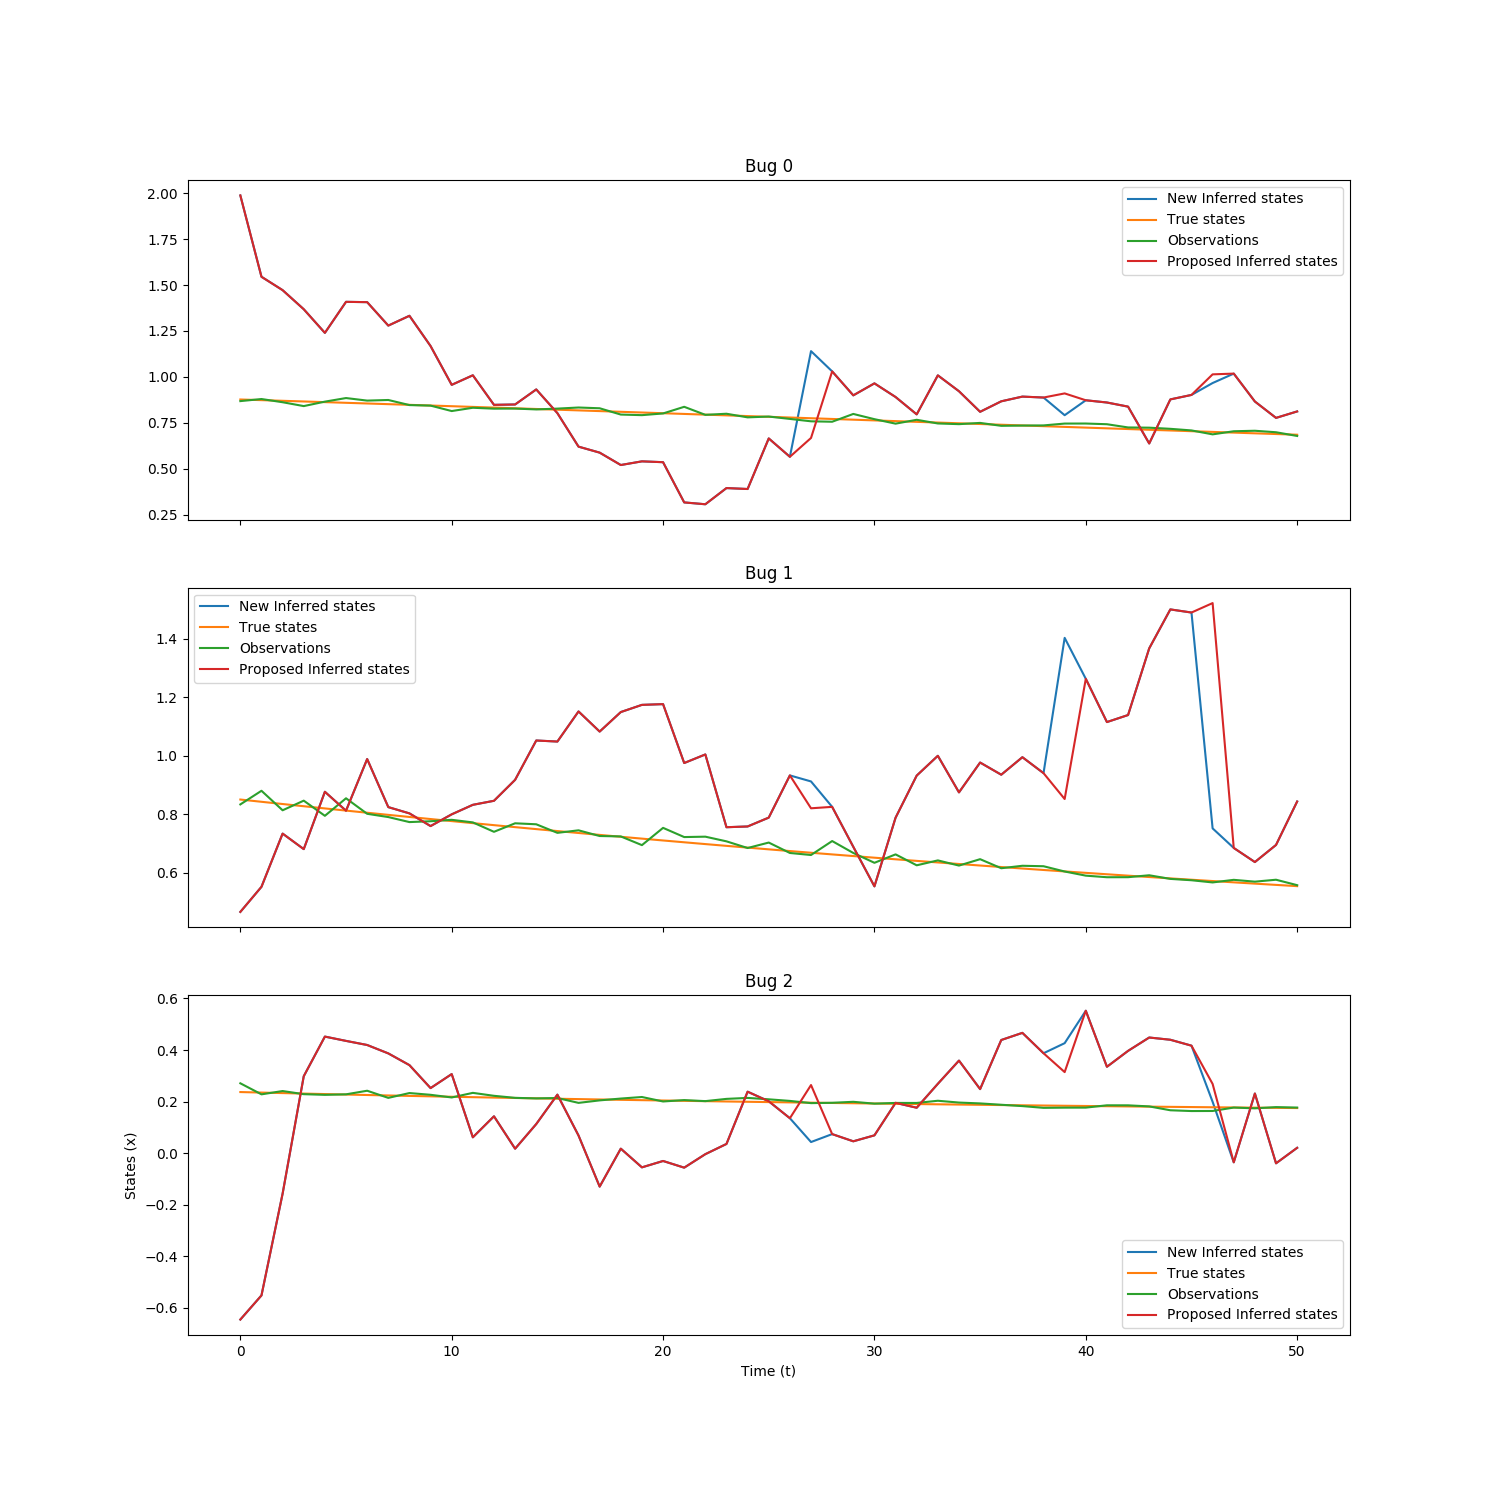 Bug 0
2.00
1.75
1.50
1.25
1.00
0.75
0.50
0.25
New Inferred states
True states
Observations
Proposed Inferred states
Bug 1
1.4
1.2
1.0
0.8
0.6
New Inferred states
True states
Observations
Proposed Inferred states
Bug 2
States (x)
0.6
0.4
0.2
0.0
−0.2
−0.4
−0.6
New Inferred states
True states
Observations
Proposed Inferred states
0 10 20 30 40 50
Time (t)